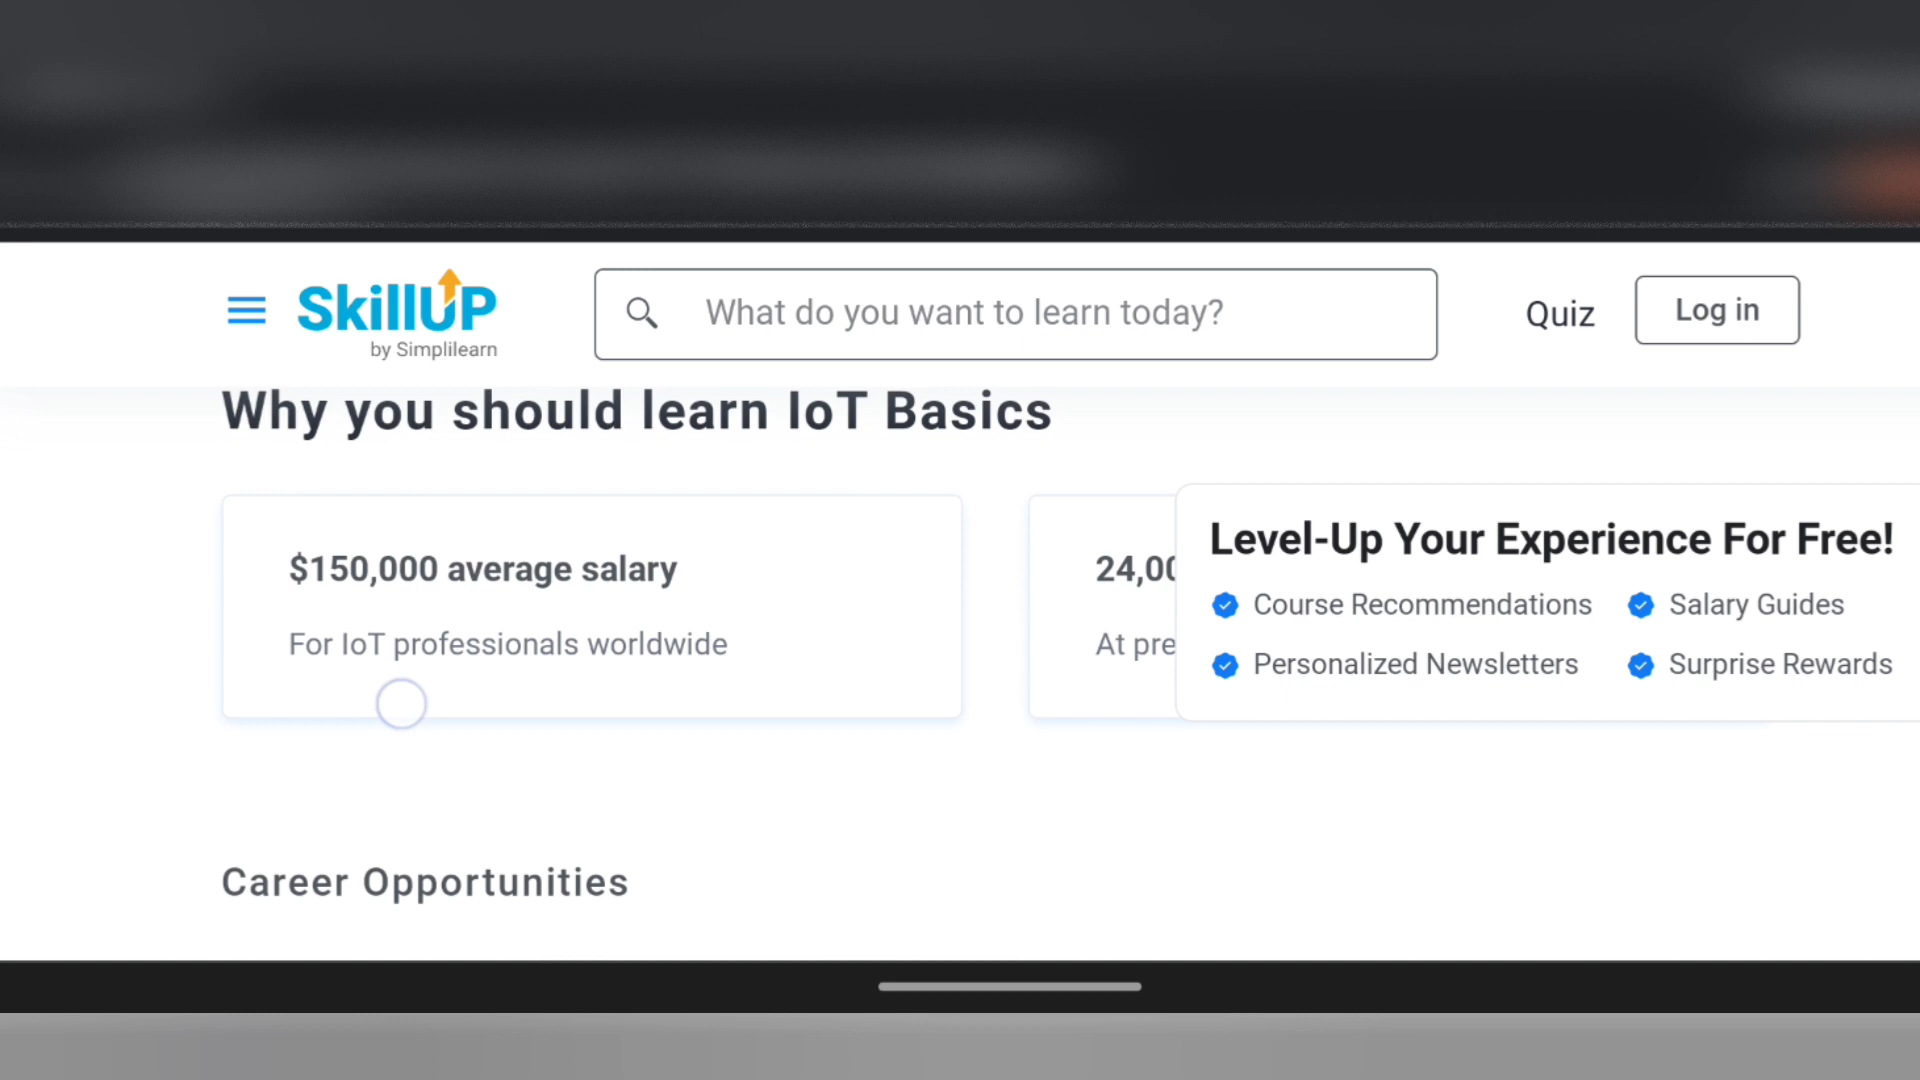 SkillUP
by Simplilearn
What do you want to learn today?
Quiz
Log in
Why you should learn IoT Basics
$150,000 average salary
For IoT professionals worldwide
24,00
At pre
Level-Up Your Experience For Free!
Course Recommendations
Salary Guides
Personalized Newsletters
Surprise Rewards
Career Opportunities